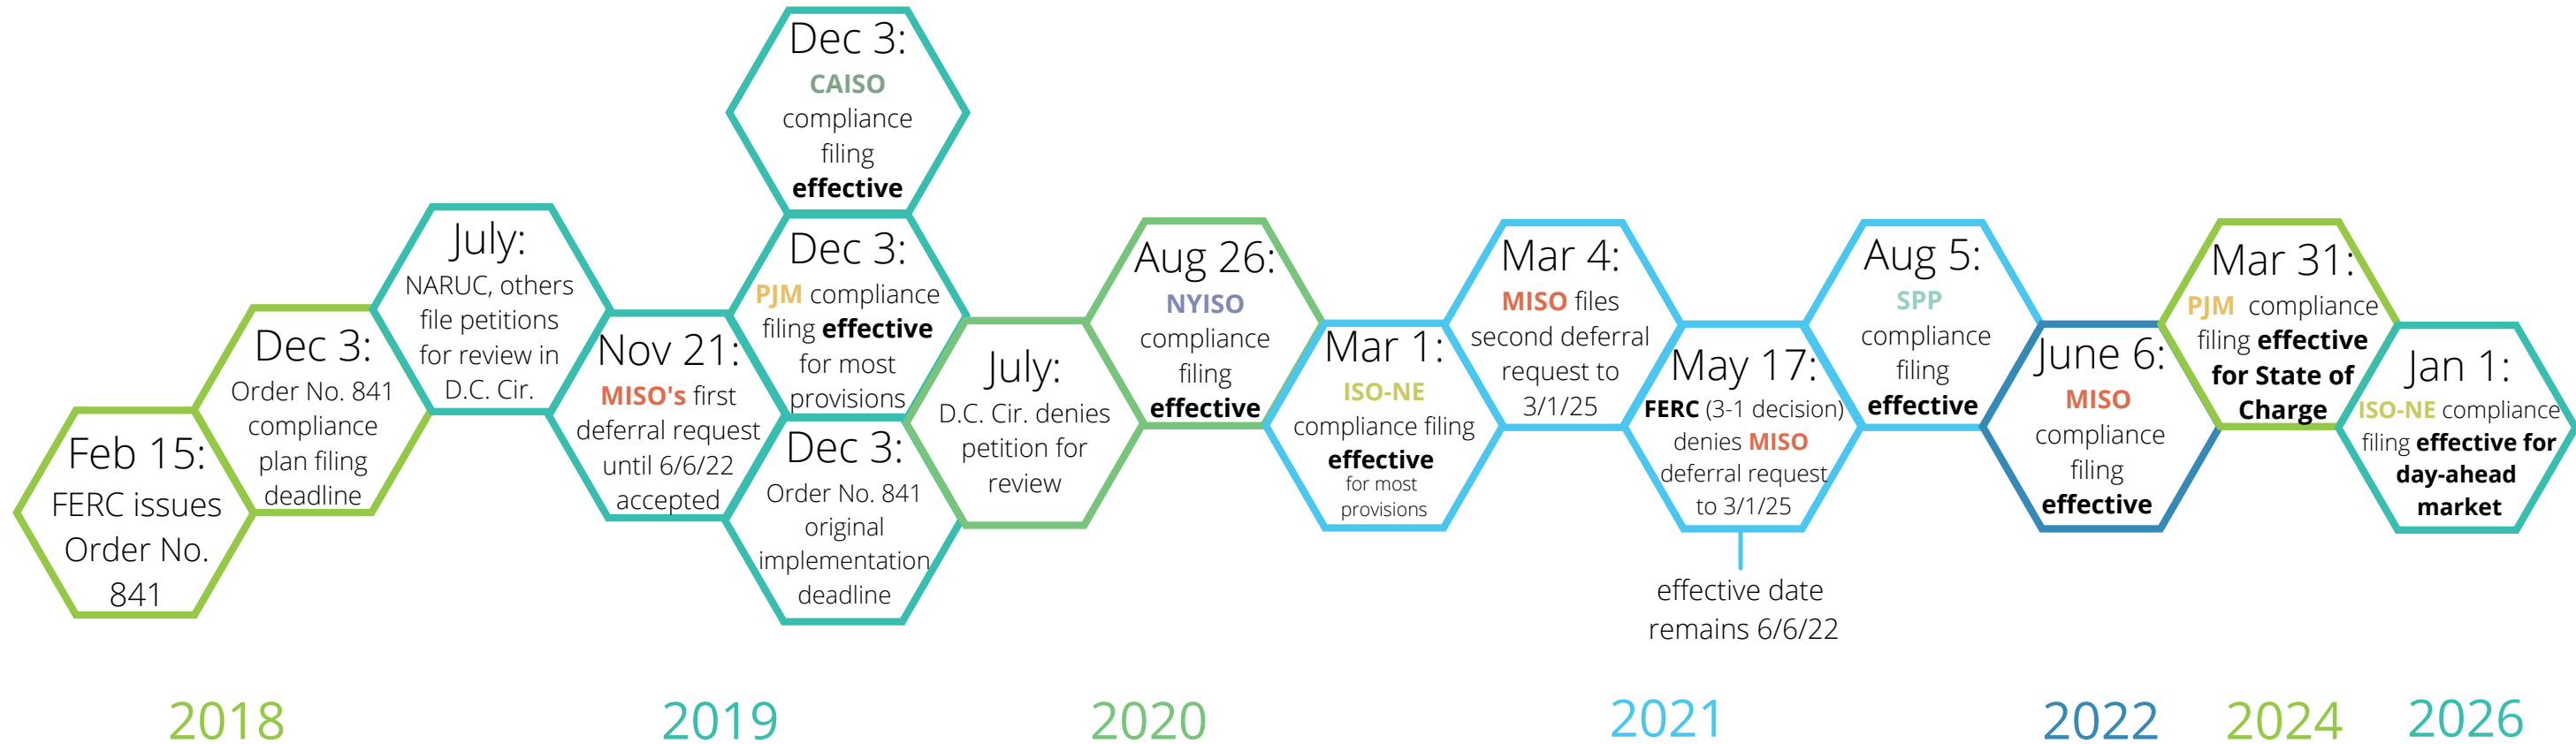 Feb 15:
FERC issues
Order No.
841
Dec 3:
Order No. 841
compliance
plan filing
deadline
July:
NARUC, others
file petitions
for review in
D.C. Cir.
Nov 21:
MISO's first
deferral request
until 6/6/22
accepted
Dec 3:
CAISO
compliance
filing
effective
Dec 3:
PJM compliance
filing effective
for most
provisions
Dec 3:
Order No. 841
original
implementation
deadline
July:
D.C. Cir. denies
petition for
review
Aug 26:
NYISO
compliance
filing
effective
Mar 1:
ISO-NE
compliance filing
effective
for most
provisions
Mar 4:
MISO files
second deferral
request to
3/1/25
May 17:
FERC (3-1 decision)
denies MISO
deferral request
to 3/1/25
effective date
remains 6/6/22
Aug 5:
SPP
compliance
filing
effective
June 6:
MISO
compliance
filing
effective
Mar 31:
PJM compliance
filing effective
for State of
Charge
Jan 1:
ISO-NE compliance
filing effective for
day-ahead
market
2018
2019
2020
2021
2022
2024
2026